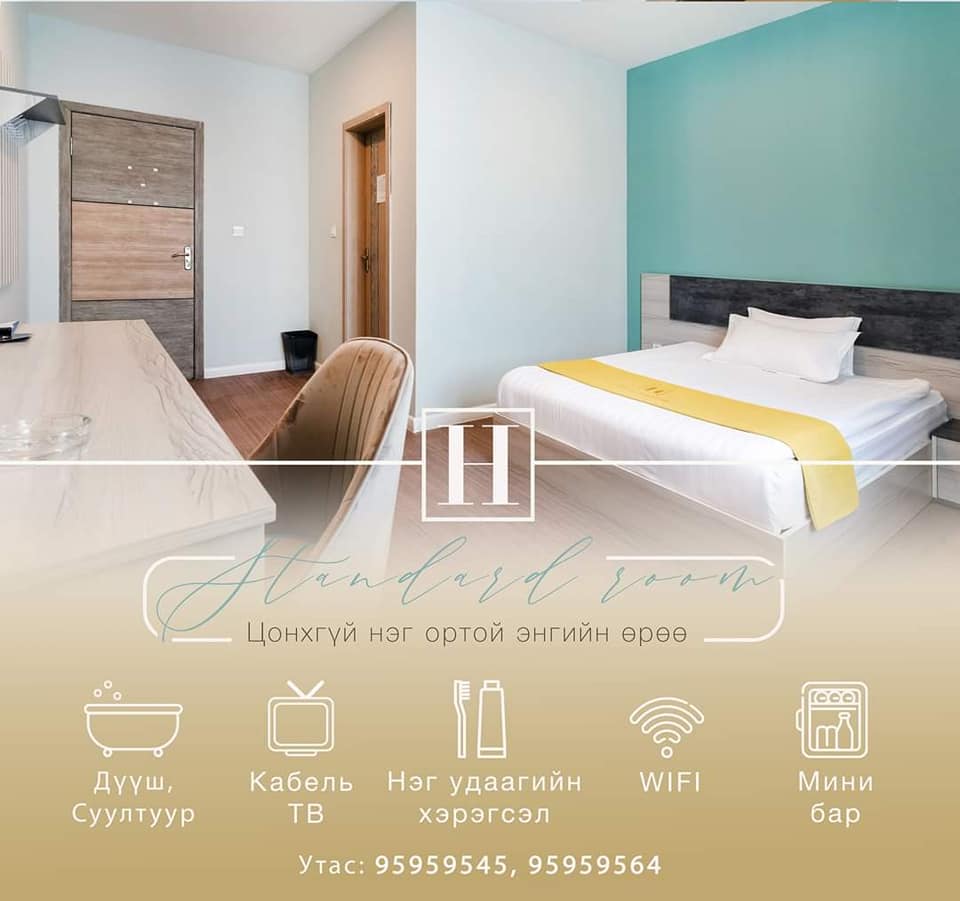 H
Standard room
Цонхгүй нэг ортой энгийн өрөө
Дүүш,
Суултуур
Кабель
ТВ
Нэг удаагийн
хэрэгсэл
WIFI
Мини
бар
Утас: 95959545, 95959564